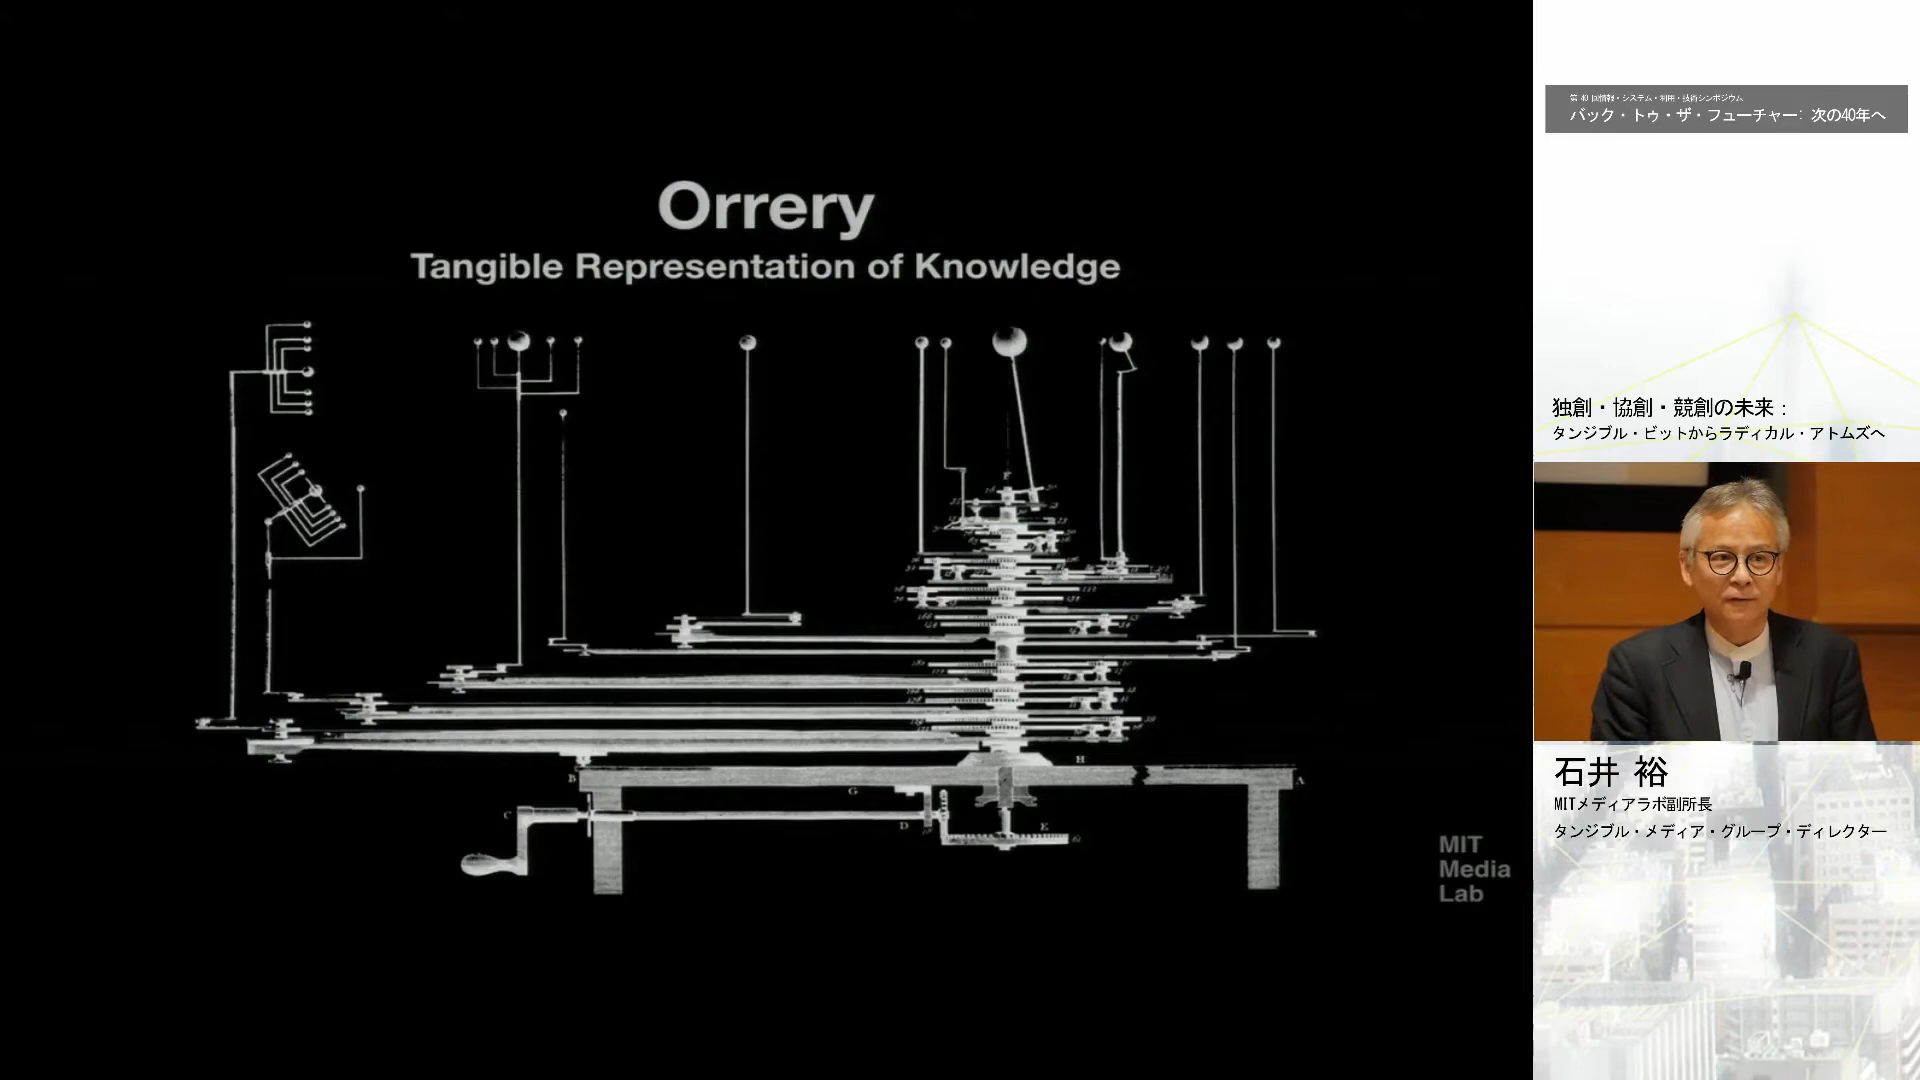 Orrery
Tangible Representation of Knowledge
B
H
A
G
C
D
E
MIT
Media
Lab
第40回情報・システム・利用・技術シンポジウム
バック・トゥ・ザ・フューチャー: 次の40年へ
独創・協創・競創の未来：
タンジブル・ビットからラディカル・アトムズへ
石井 裕
MITメディアラボ副所長
タンジブル・メディア・グループ・ディレクター